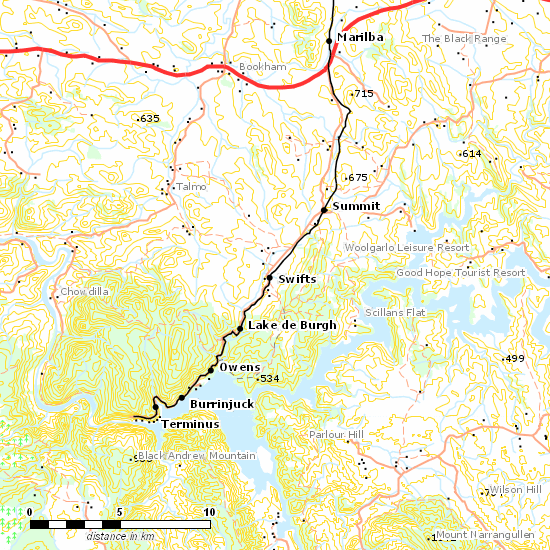 Marilba
The Black Range
Bookham
715
635
614
675
Talmo
Summit
Woolgarlo Leisure Resort
Good Hope Tourist Resort
Swifts
Chowdilla
Scillans Flat
Lake de Burgh
499
Owens
534
Burrinjuck
Terminus
Parlour Hill
Black Andrew Mountain
Wilson Hill
0 5 10
distance in km
Mount Narrangullen